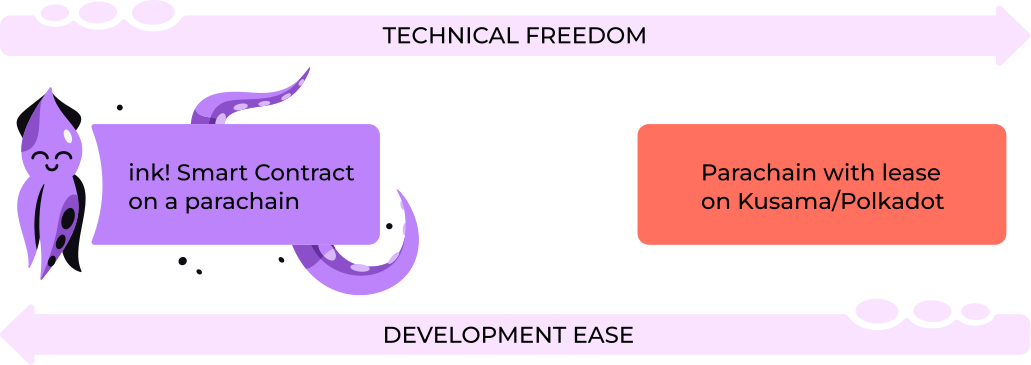 TECHNICAL FREEDOM
ink! Smart Contract
on a parachain
Parachain with lease
on Kusama/Polkadot
DEVELOPMENT EASE